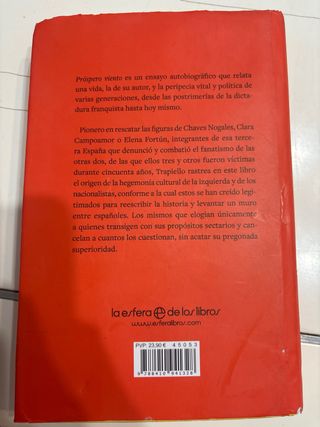 Próspero viento es un ensayo autobiográfico que relata
una vida, la de su autor, y la peripecia vital y política de
varias generaciones, desde las postrimerías de la dicta-
dura franquista hasta hoy mismo.
Pionero en rescatar las figuras de Chaves Nogales, Clara
Campoamor o Elena Fortún, integrantes de esa terce-
ra España que denunció y combatió el fanatismo de las
otras dos, de las que ellos tres y otros fueron víctimas
durante cincuenta años, Trapiello rastrea en este libro
el origen de la hegemonía cultural de la izquierda y de los
nacionalistas, conforme a la cual estos se han creído legi-
timados para reescribir la historia y levantar un muro
entre españoles. Los mismos que elogian únicamente
a quienes transigen con sus propósitos sectarios y can-
celan a cuantos los cuestionan, sin acatar su pregonada
superioridad.
la esfera de los libros
www.esferalibros.com
PVP: 23,90 € 45053
9 788410 641326